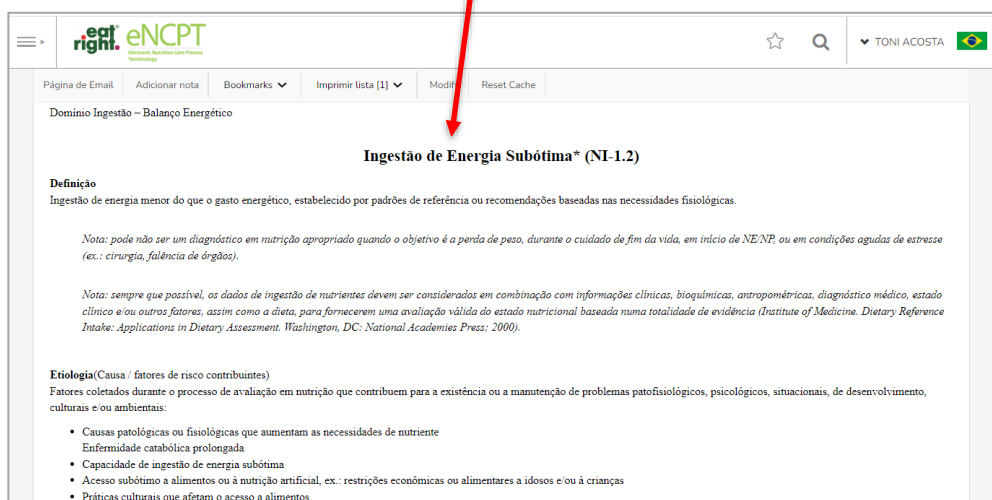 eat right. eNCPT
Electronic Nutrition Care Process
Terminology
TONI ACOSTA
Página de Email Adicionar nota Bookmarks Imprimir lista [1] Modify Reset Cache
Domínio Ingestão – Balanço Energético
Ingestão de Energia Subótima* (NI-1.2)
Definição
Ingestão de energia menor do que o gasto energético, estabelecido por padrões de referência ou recomendações baseadas nas necessidades fisiológicas.
Nota: pode não ser um diagnóstico em nutrição apropriado quando o objetivo é a perda de peso, durante o cuidado de fim da vida, em início de NE/NP, ou em condições agudas de estresse
(ex.: cirurgia, falência de órgãos).
Nota: sempre que possível, os dados de ingestão de nutrientes devem ser considerados em combinação com informações clínicas, bioquímicas, antropométricas, diagnóstico médico, estado
clínico e/ou outros fatores, assim como a dieta, para fornecerem uma avaliação válida do estado nutricional baseada numa totalidade de evidência (Institute of Medicine. Dietary Reference
Intake: Applications in Dietary Assessment. Washington, DC: National Academies Press; 2000).
Etiologia(Causa / fatores de risco contribuintes)
Fatores coletados durante o processo de avaliação em nutrição que contribuem para a existência ou a manutenção de problemas patofisiológicos, psicológicos, situacionais, de desenvolvimento,
culturais e/ou ambientais:
• Causas patológicas ou fisiológicas que aumentam as necessidades de nutriente
Enfermidade catabólica prolongada
• Capacidade de ingestão de energia subótima
• Acesso subótimo a alimentos ou à nutrição artificial, ex.: restrições econômicas ou alimentares a idosos e/ou à crianças
• Práticas culturais que afetam o acesso a alimentos